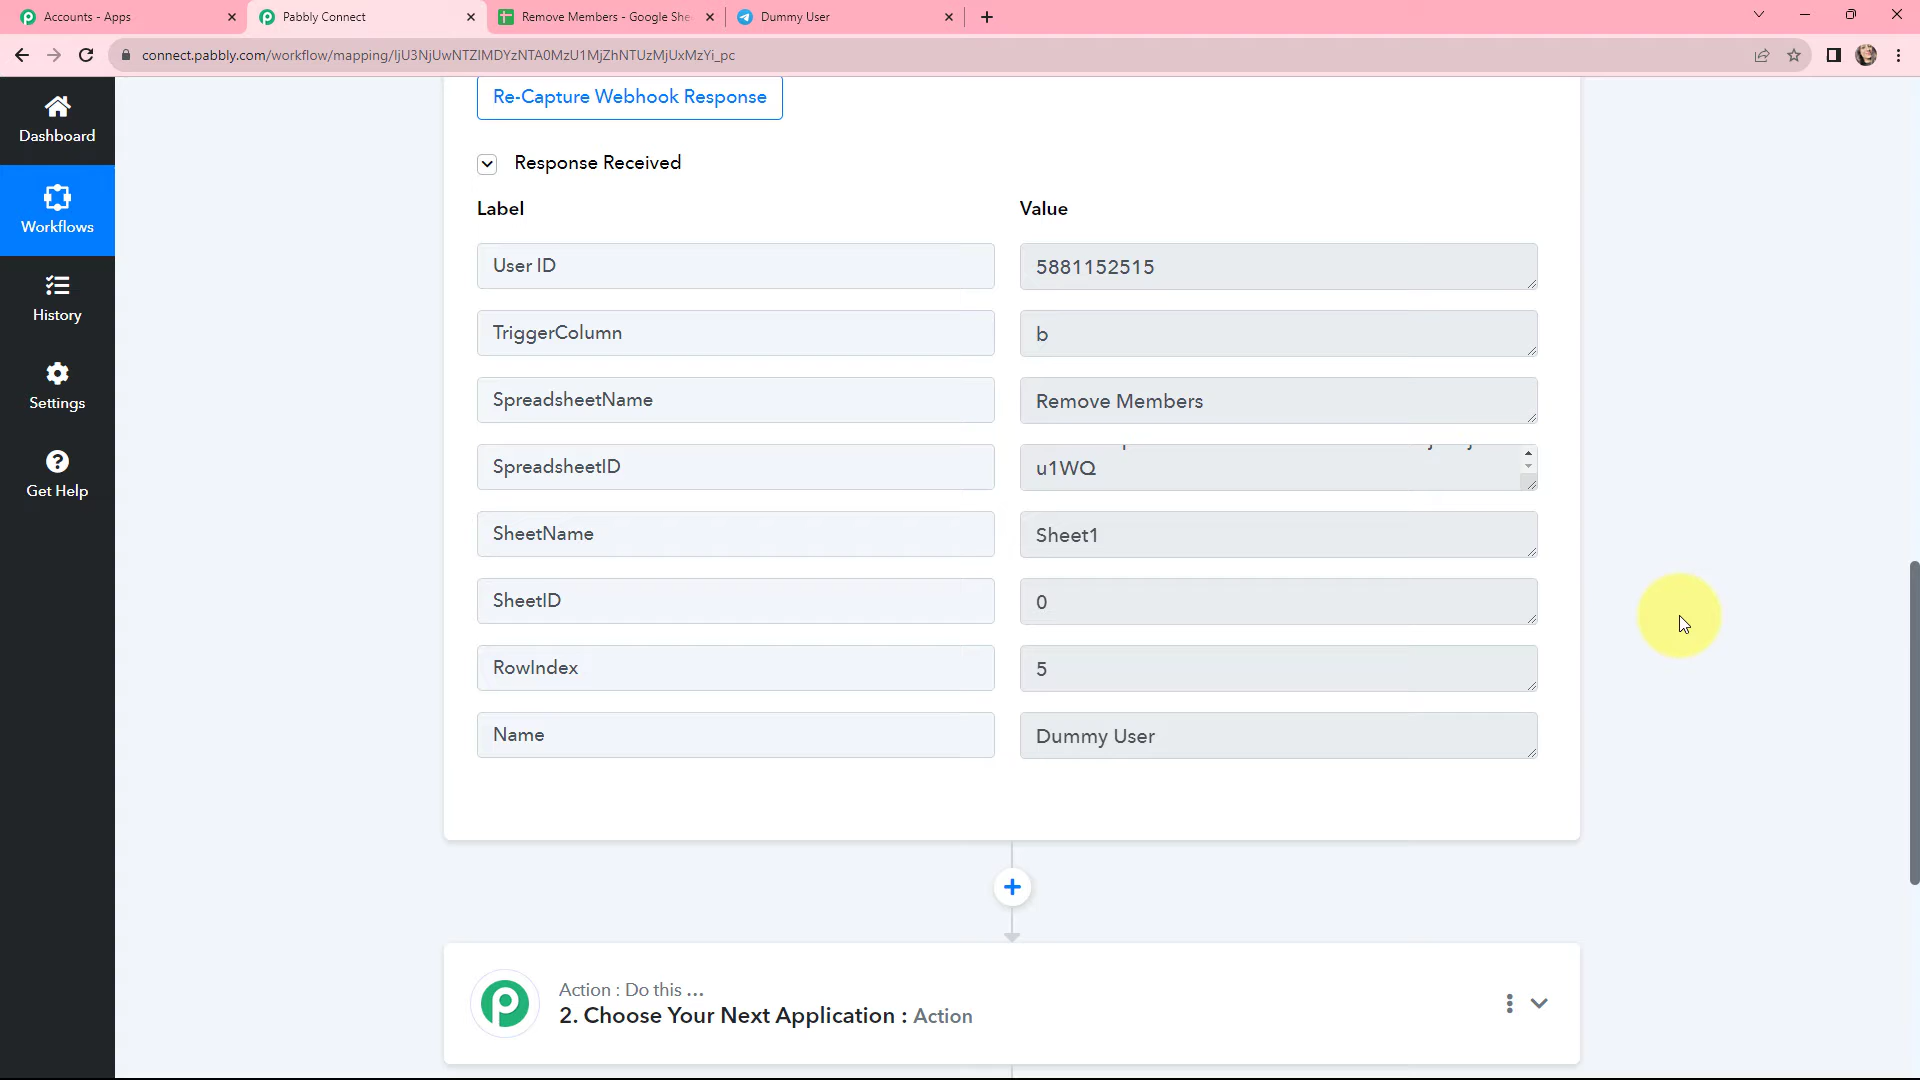 Accounts - Apps
Pabbly Connect
Remove Members - Google She
Dummy User
connect.pabbly.com/workflow/mapping/IjU3NjUwNTZlMDYzNTA0MzU1MjZhNTUzMjUxMzYi_pc
Dashboard
Workflows
History
Settings
Get Help
Re-Capture Webhook Response
Response Received
Label Value
User ID 5881152515
TriggerColumn b
SpreadsheetName Remove Members
SpreadsheetID u1WQ
SheetName Sheet1
SheetID 0
RowIndex 5
Name Dummy User
Action : Do this ...
2. Choose Your Next Application : Action